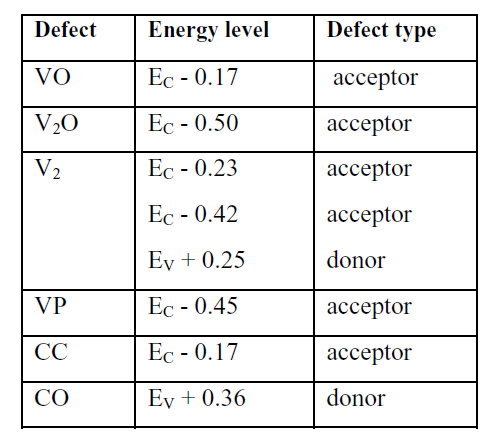 Defect Energy level Defect type
VO E_C - 0.17 acceptor
V₂O E_C - 0.50 acceptor
V₂ E_C - 0.23 acceptor
E_C - 0.42 acceptor
E_V + 0.25 donor
VP E_C - 0.45 acceptor
CC E_C - 0.17 acceptor
CO E_V + 0.36 donor